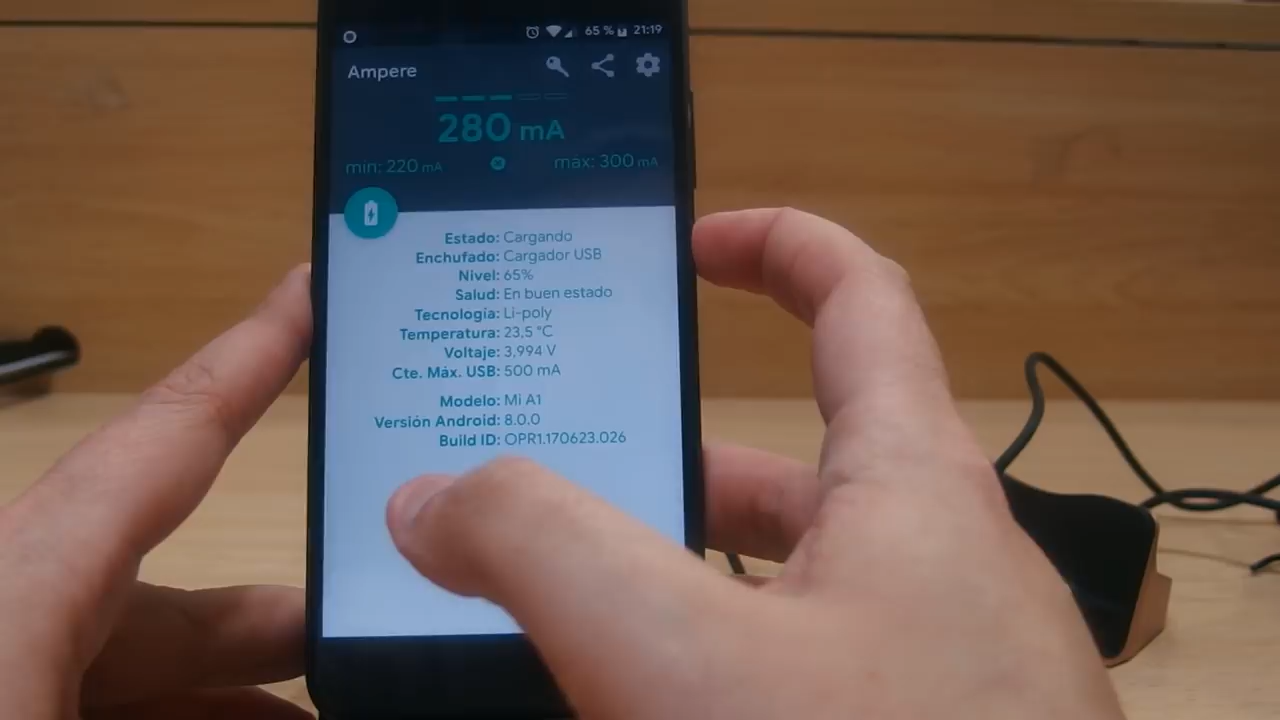 65 % 21:19
Ampere
280 mA
mín: 220 mA máx: 300 mA
Estado: Cargando
Enchufado: Cargador USB
Nivel: 65%
Salud: En buen estado
Tecnología: Li-poly
Temperatura: 23,5 °C
Voltaje: 3,994 V
Cte. Máx. USB: 500 mA
Modelo: Mi A1
Versión Android: 8.0.0
Build ID: OPR1.170623.026